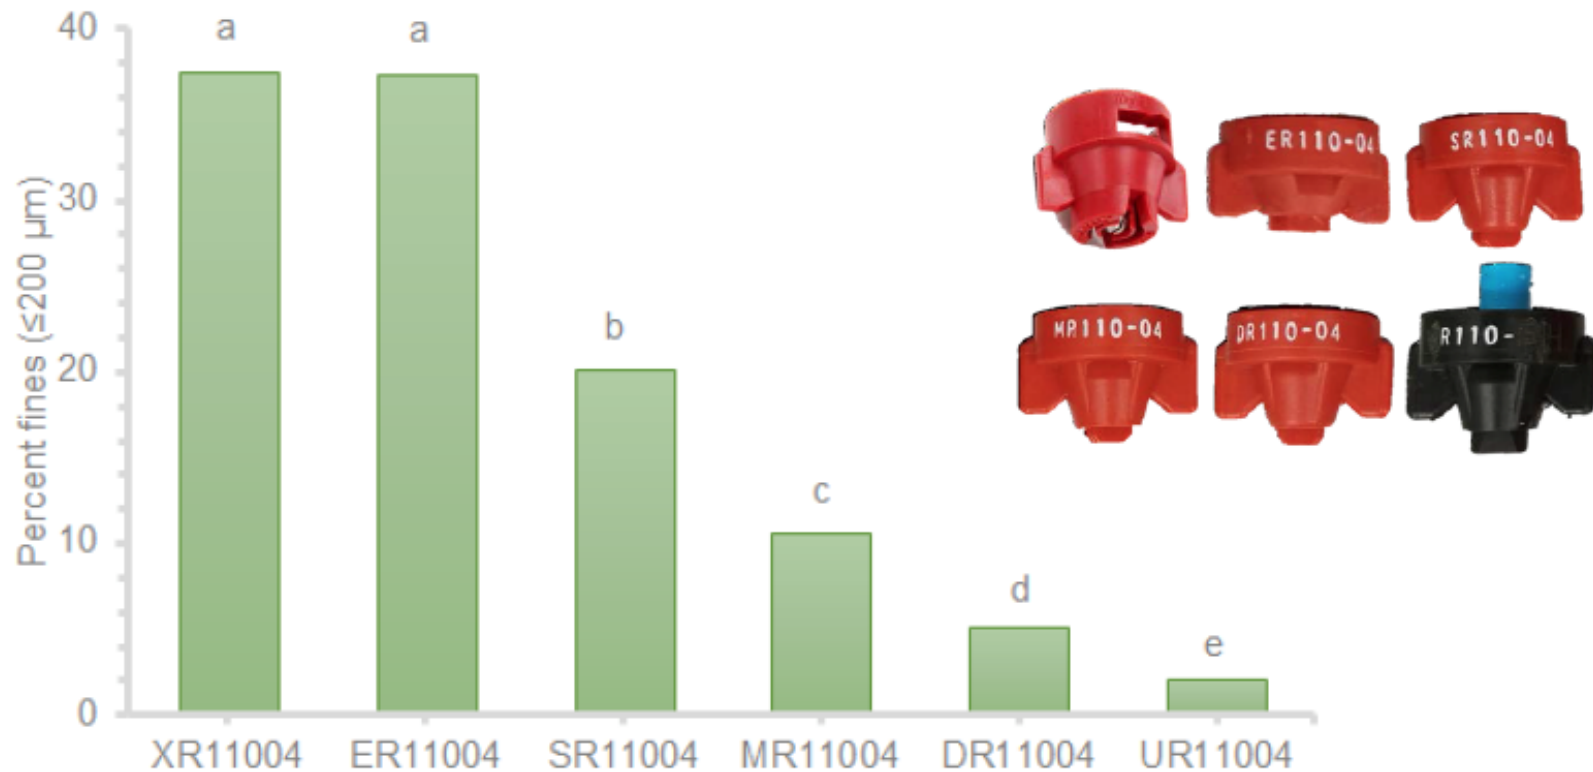 Percent fines (≤200 µm)
40
30
20
10
0
a
a
b
c
d
e
XR11004
ER11004
SR11004
MR11004
DR11004
UR11004
ER110-04
SR110-04
MR110-04
DR110-04
R110-